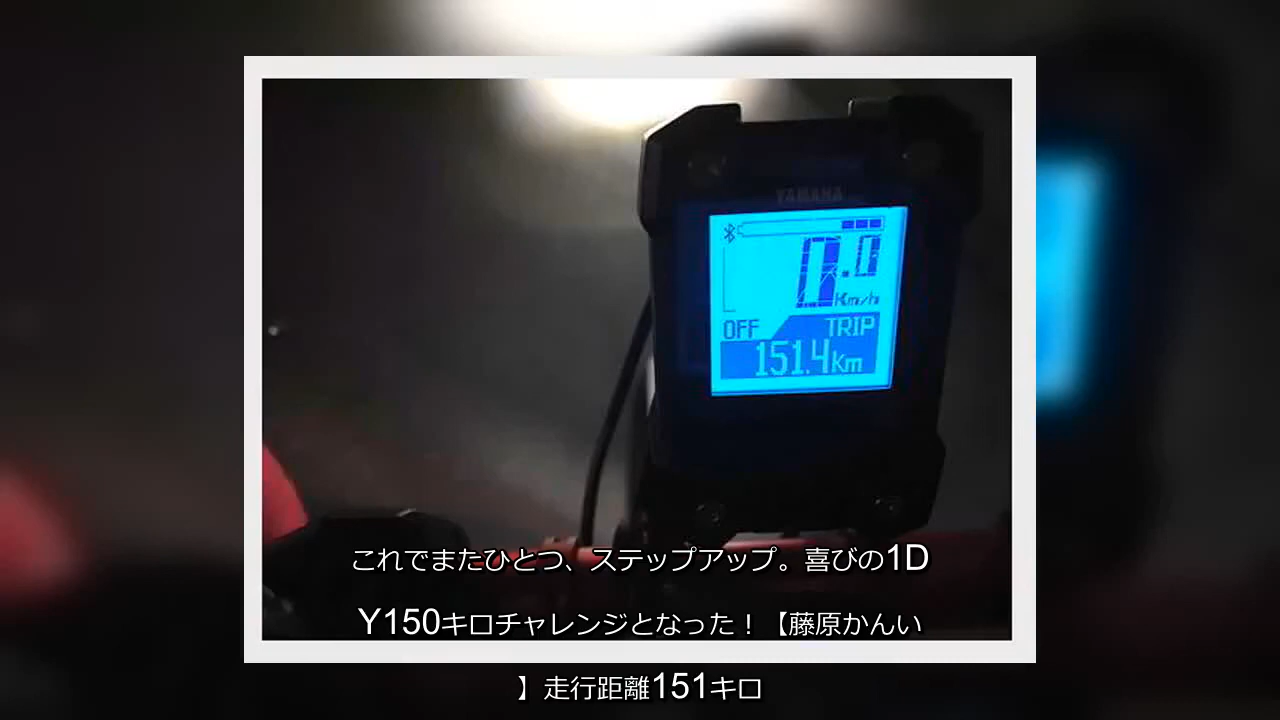 YAMAHA
0.0
Km/h
OFF TRIP
151.4Km
これでまたひとつ、ステップアップ。喜びの1D
Y150キロチャレンジとなった！【藤原かんい
】走行距離151キロ